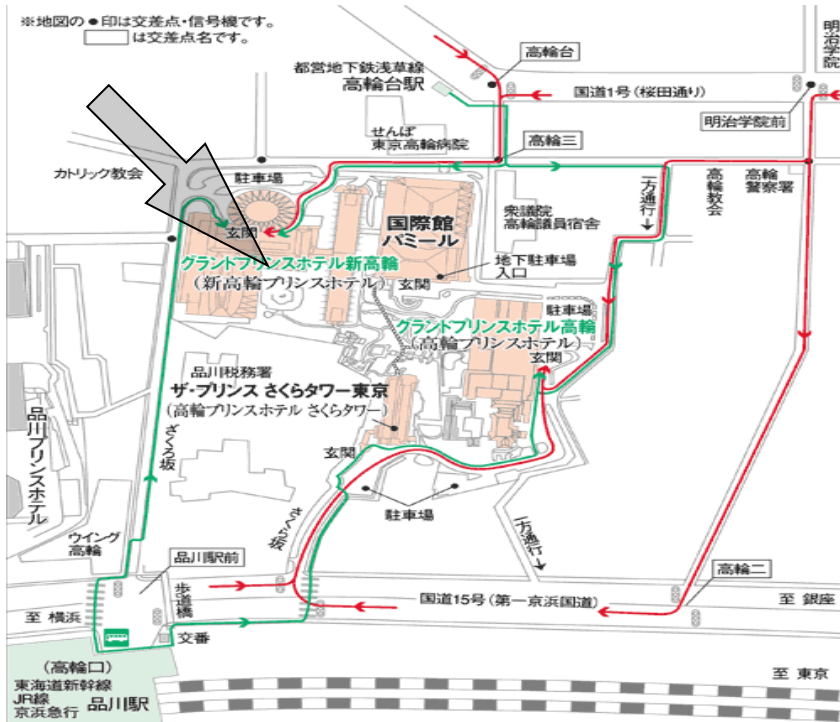 ※地図の●印は交差点・信号機です。
は交差点名です。
明治学院
高輪台
都営地下鉄浅草線
高輪台駅
国道1号(桜田通り)
明治学院前
せんぽ
東京高輪病院
高輪三
カトリック教会
駐車場
一方通行→
高輪教会
高輪警察署
衆議院
高輪議員宿舎
国際館
パミール
玄関
グランドプリンスホテル新高輪
(新高輪プリンスホテル)
地下駐車場
入口
玄関
駐車場
グランドプリンスホテル高輪
(高輪プリンスホテル)
玄関
品川税務署
ザ・プリンス さくらタワー東京
(高輪プリンスホテル さくらタワー)
品川プリンスホテル
ざくろ坂
玄関
駐車場
さくら坂
一方通行→
ウイング
高輪
品川駅前
高輪二
歩道橋
国道15号(第一京浜国道)
至 銀座
至 横浜
交番
(高輪口)
東海道新幹線
JR線
京浜急行
品川駅
至 東京